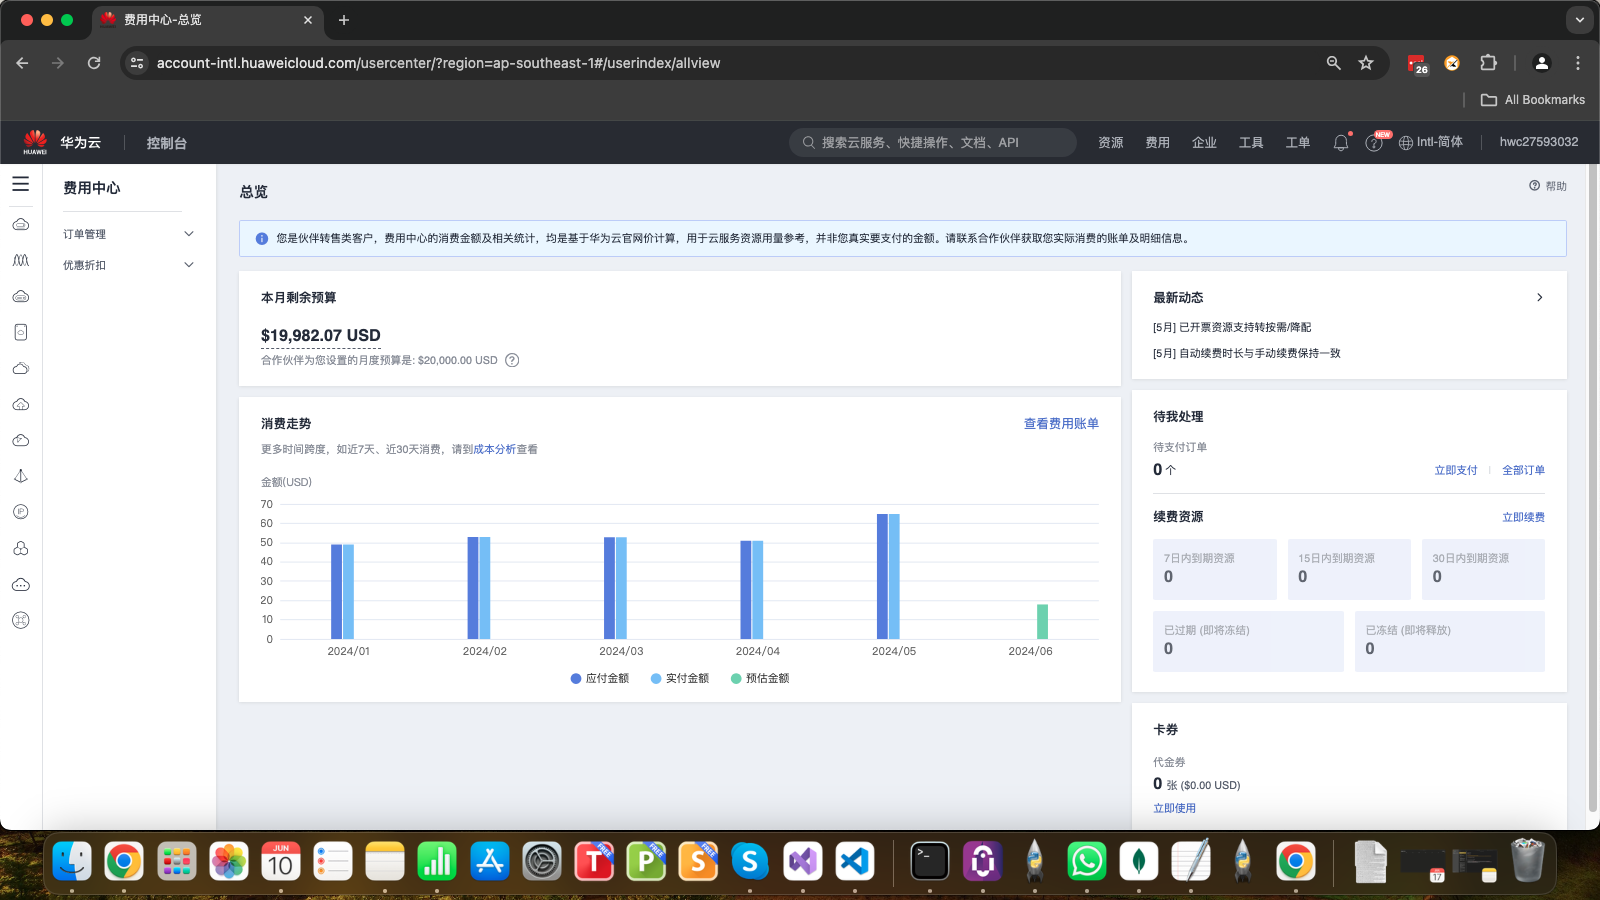 费用中心-总览
account-intl.huaweicloud.com/usercenter/?region=ap-southeast-1#/userindex/allview
26
All Bookmarks
HUAWEI
华为云
控制台
搜索云服务、快捷操作、文档、API
资源
费用
企业
工具
工单
NEW
Intl-简体
hwc27593032
费用中心
订单管理
优惠折扣
IP
总览
帮助
您是伙伴转售类客户，费用中心的消费金额及相关统计，均是基于华为云官网价计算，用于云服务资源用量参考，并非您真实要支付的金额。请联系合作伙伴获取您实际消费的账单及明细信息。
本月剩余预算
$19,982.07 USD
合作伙伴为您设置的月度预算是: $20,000.00 USD
消费走势
查看费用账单
更多时间跨度，如近7天、近30天消费，请到成本分析查看
金额(USD)
70
60
50
40
30
20
10
0
2024/01
2024/02
2024/03
2024/04
2024/05
2024/06
应付金额
实付金额
预估金额
最新动态
[5月] 已开票资源支持转按需/降配
[5月] 自动续费时长与手动续费保持一致
待我处理
待支付订单
0 个
立即支付
全部订单
续费资源
立即续费
7日内到期资源
0
15日内到期资源
0
30日内到期资源
0
已过期 (即将冻结)
0
已冻结 (即将释放)
0
卡券
代金券
0 张 ($0.00 USD)
立即使用
JUN
10
T
FREE
P
FREE
S
FREE
S
17